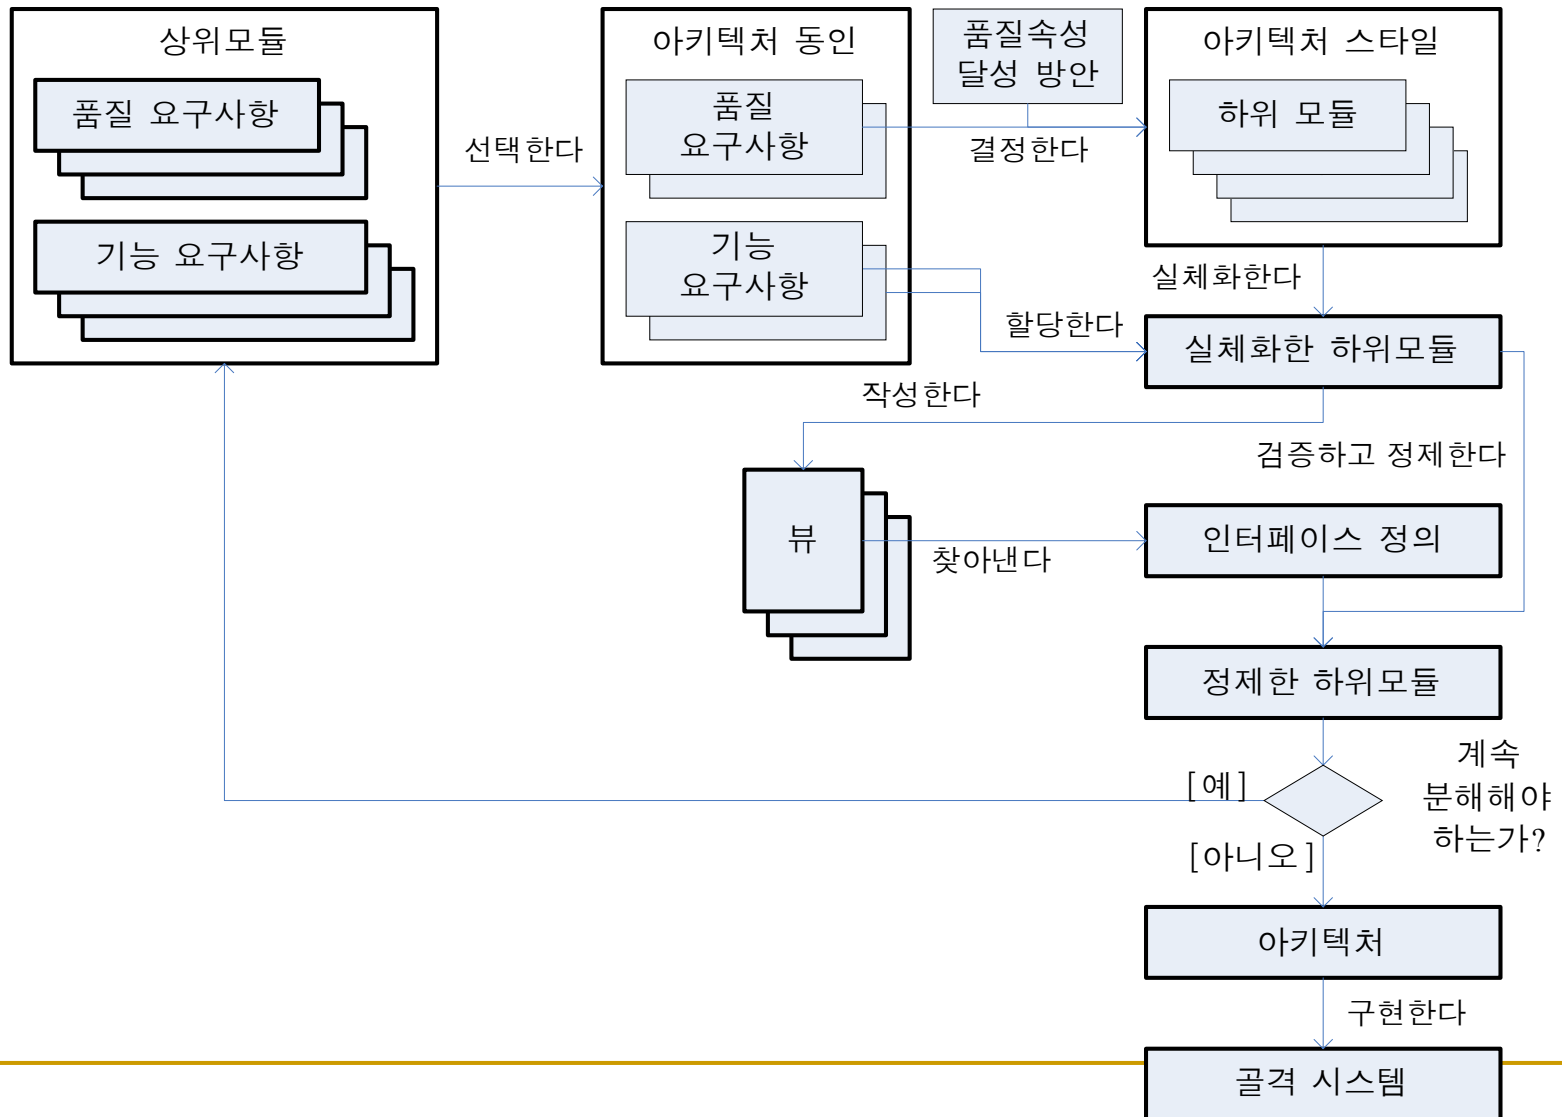 상위모듈
품질 요구사항
기능 요구사항
선택한다
아키텍처 동인
품질
요구사항
기능
요구사항
품질속성
달성 방안
결정한다
아키텍처 스타일
하위 모듈
실체화한다
할당한다
실체화한 하위모듈
작성한다
검증하고 정제한다
뷰
찾아낸다
인터페이스 정의
정제한 하위모듈
계속
분해해야
하는가?
[예]
[아니오]
아키텍처
구현한다
골격 시스템